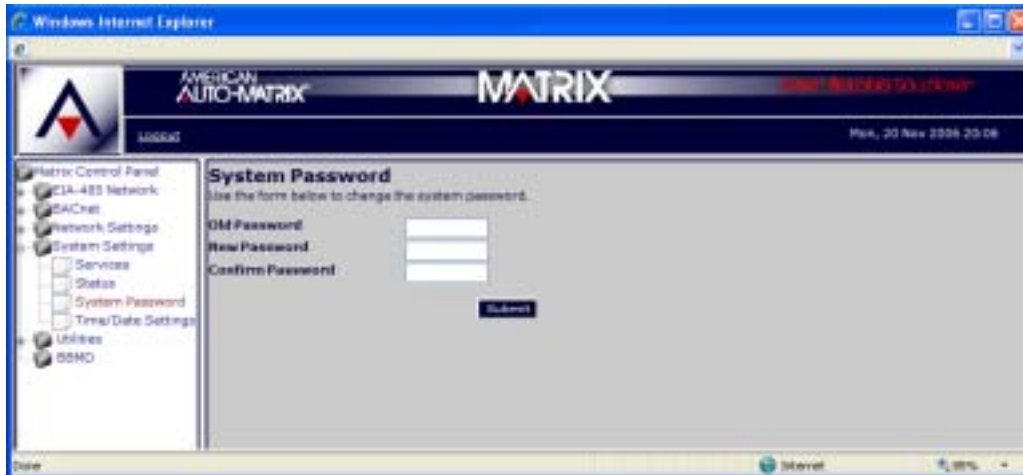 Windows Internet Explorer
AMERICAN
AUTO-MATRIX
MATRIX
Logout
Mon, 20 Nov 2006 20:06
Matrix Control Panel
EIA-485 Network
BACnet
Network Settings
System Settings
Services
Status
System Password
Time/Date Settings
Utilities
BBMD
System Password
Use the form below to change the system password.
Old Password
New Password
Confirm Password
Submit
Done
Internet